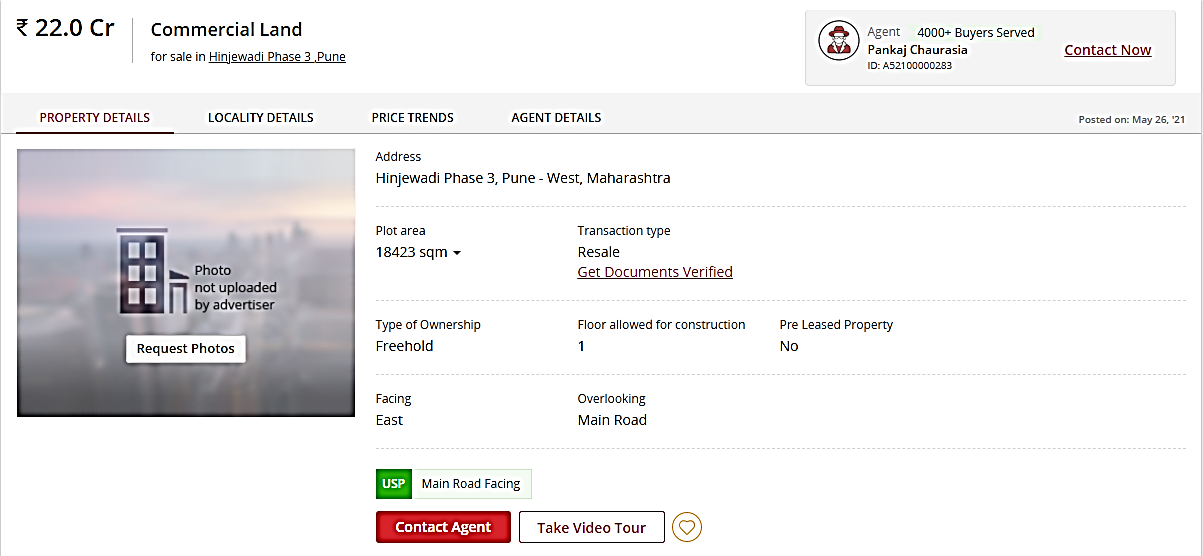 ₹ 22.0 Cr
Commercial Land
for sale in Hinjewadi Phase 3 ,Pune
Agent 4000+ Buyers Served
Pankaj Chaurasia
ID: A52100000283
Contact Now
PROPERTY DETAILS LOCALITY DETAILS PRICE TRENDS AGENT DETAILS
Posted on: May 26, '21
Photo
not uploaded
by advertiser
Request Photos
Address
Hinjewadi Phase 3, Pune - West, Maharashtra
Plot area Transaction type
18423 sqm Resale
Get Documents Verified
Type of Ownership Floor allowed for construction Pre Leased Property
Freehold 1 No
Facing Overlooking
East Main Road
USP Main Road Facing
Contact Agent Take Video Tour